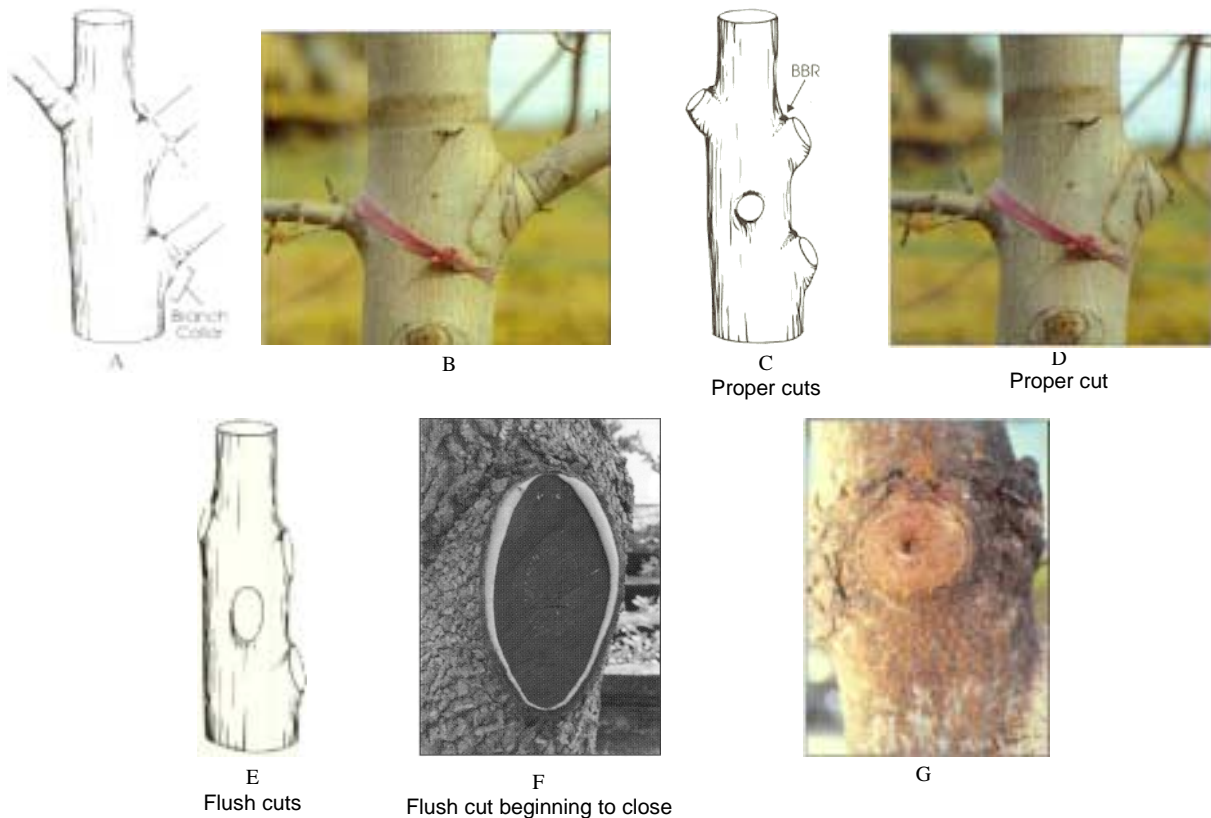 BBR
Branch
Collar
A
B
C
Proper cuts
D
Proper cut
E
Flush cuts
F
Flush cut beginning to close
G